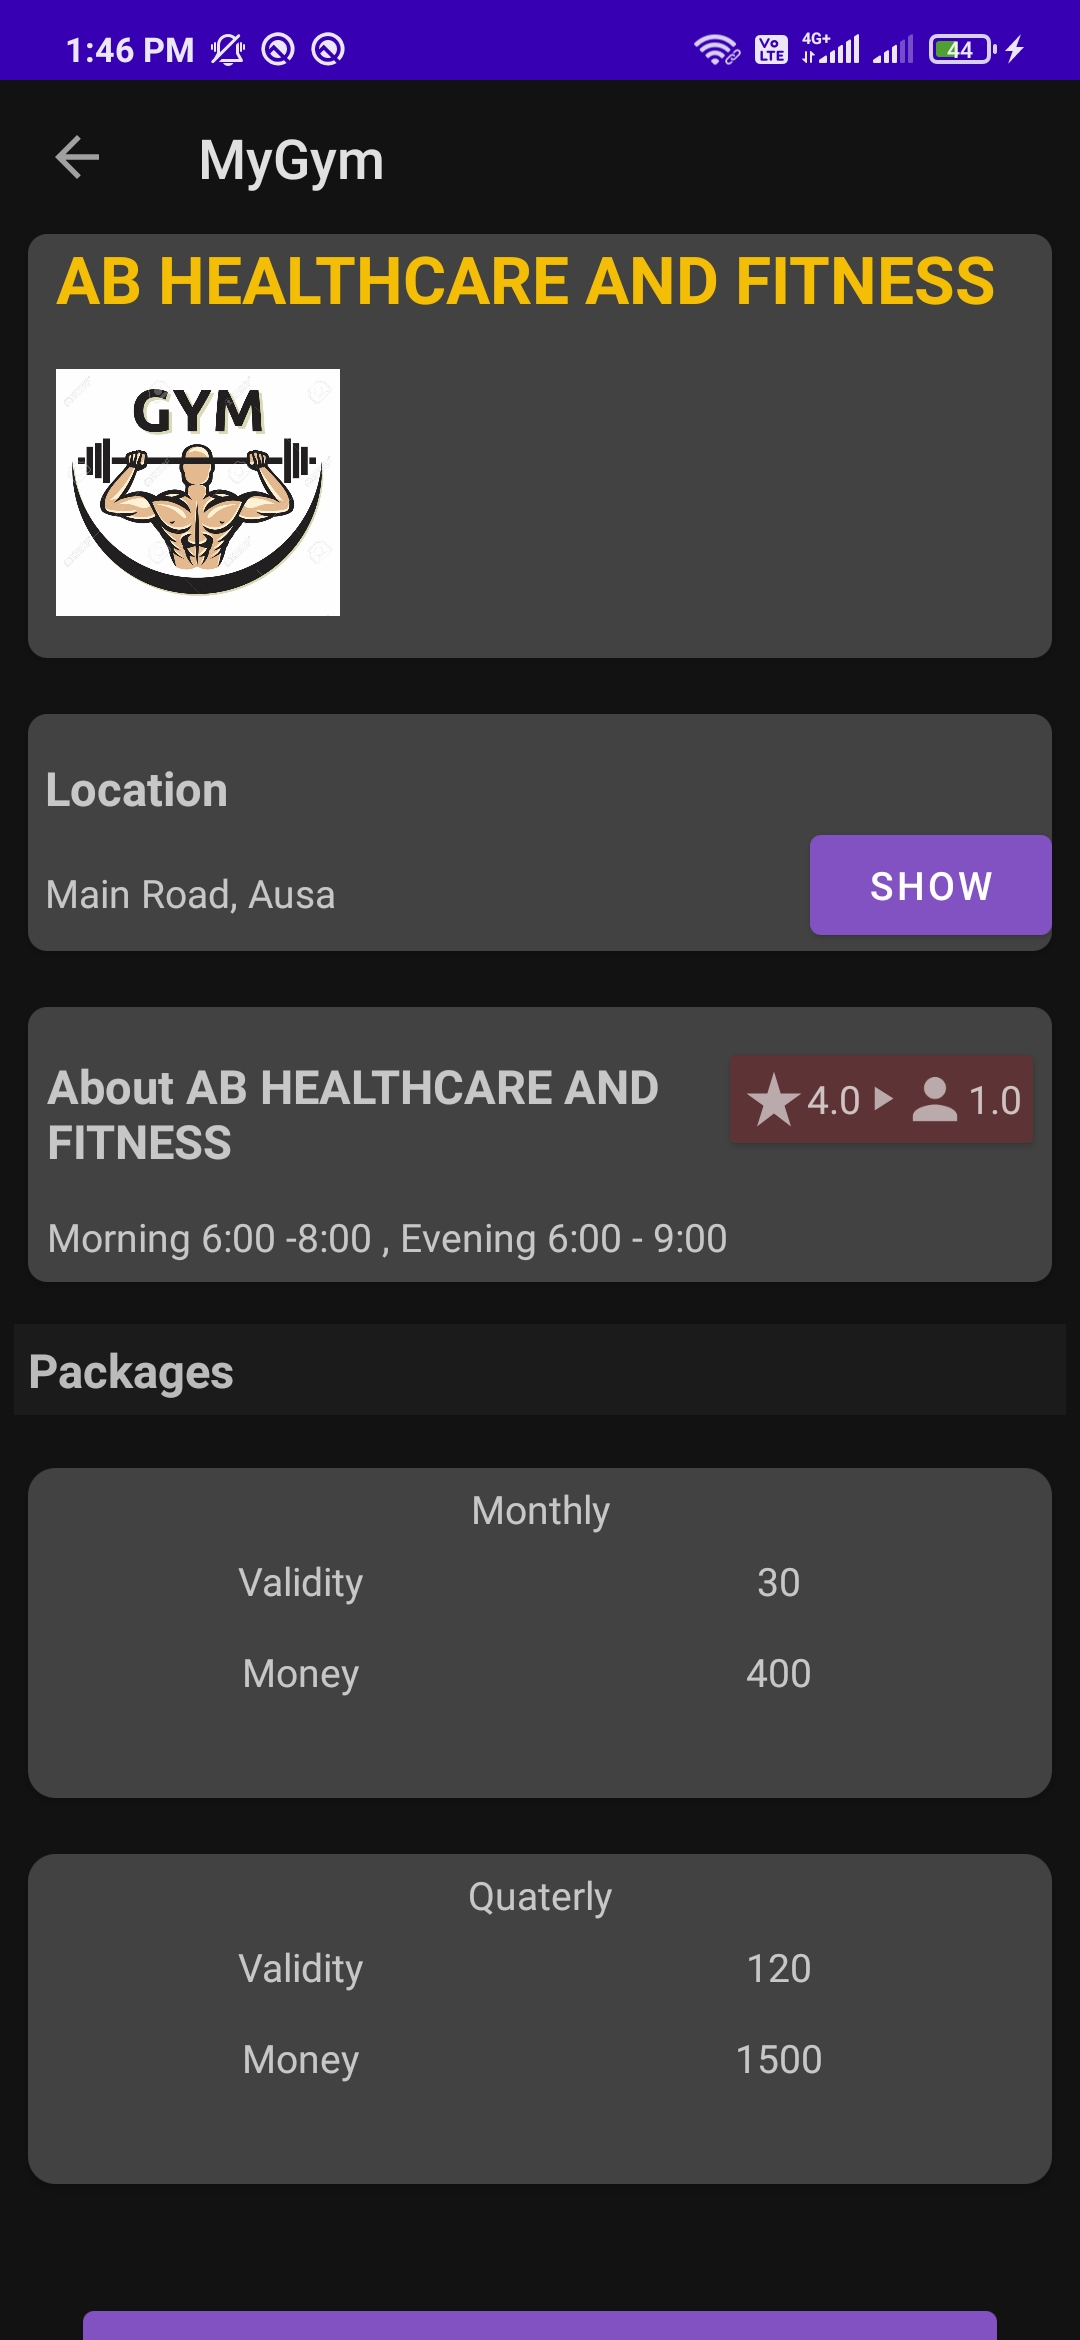 1:46 PM Vo LTE 4G+ 44
MyGym
AB HEALTHCARE AND FITNESS
GYM
Location
Main Road, Ausa
SHOW
About AB HEALTHCARE AND
FITNESS
4.0 1.0
Morning 6:00 -8:00 , Evening 6:00 - 9:00
Packages
Monthly
Validity 30
Money 400
Quaterly
Validity 120
Money 1500